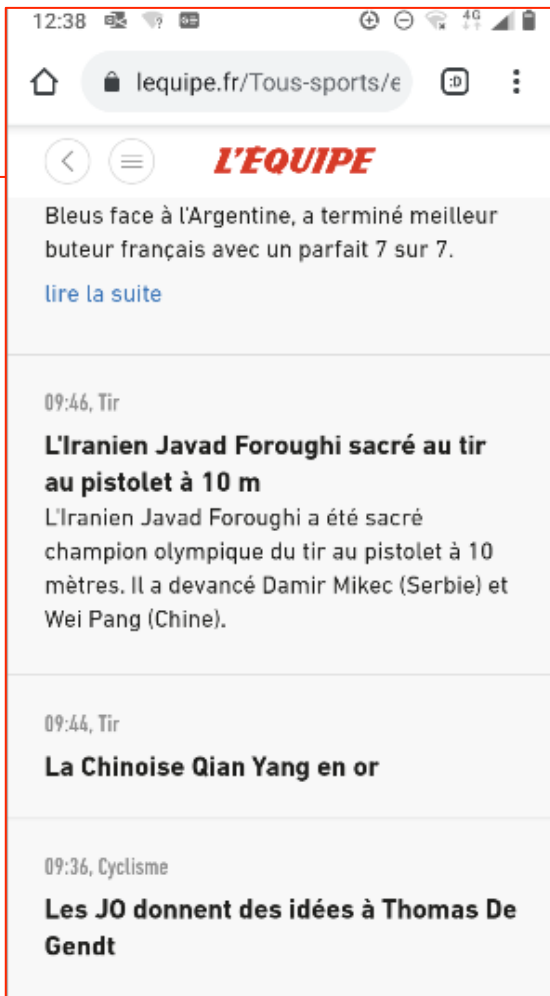 12:38
4G
lequipe.fr/Tous-sports/e
:D
L'ÉQUIPE
Bleus face à l'Argentine, a terminé meilleur
buteur français avec un parfait 7 sur 7.
lire la suite
09:46, Tir
L'Iranien Javad Foroughi sacré au tir
au pistolet à 10 m
L'Iranien Javad Foroughi a été sacré
champion olympique du tir au pistolet à 10
mètres. Il a devancé Damir Mikec (Serbie) et
Wei Pang (Chine).
09:44, Tir
La Chinoise Qian Yang en or
09:36, Cyclisme
Les JO donnent des idées à Thomas De
Gendt